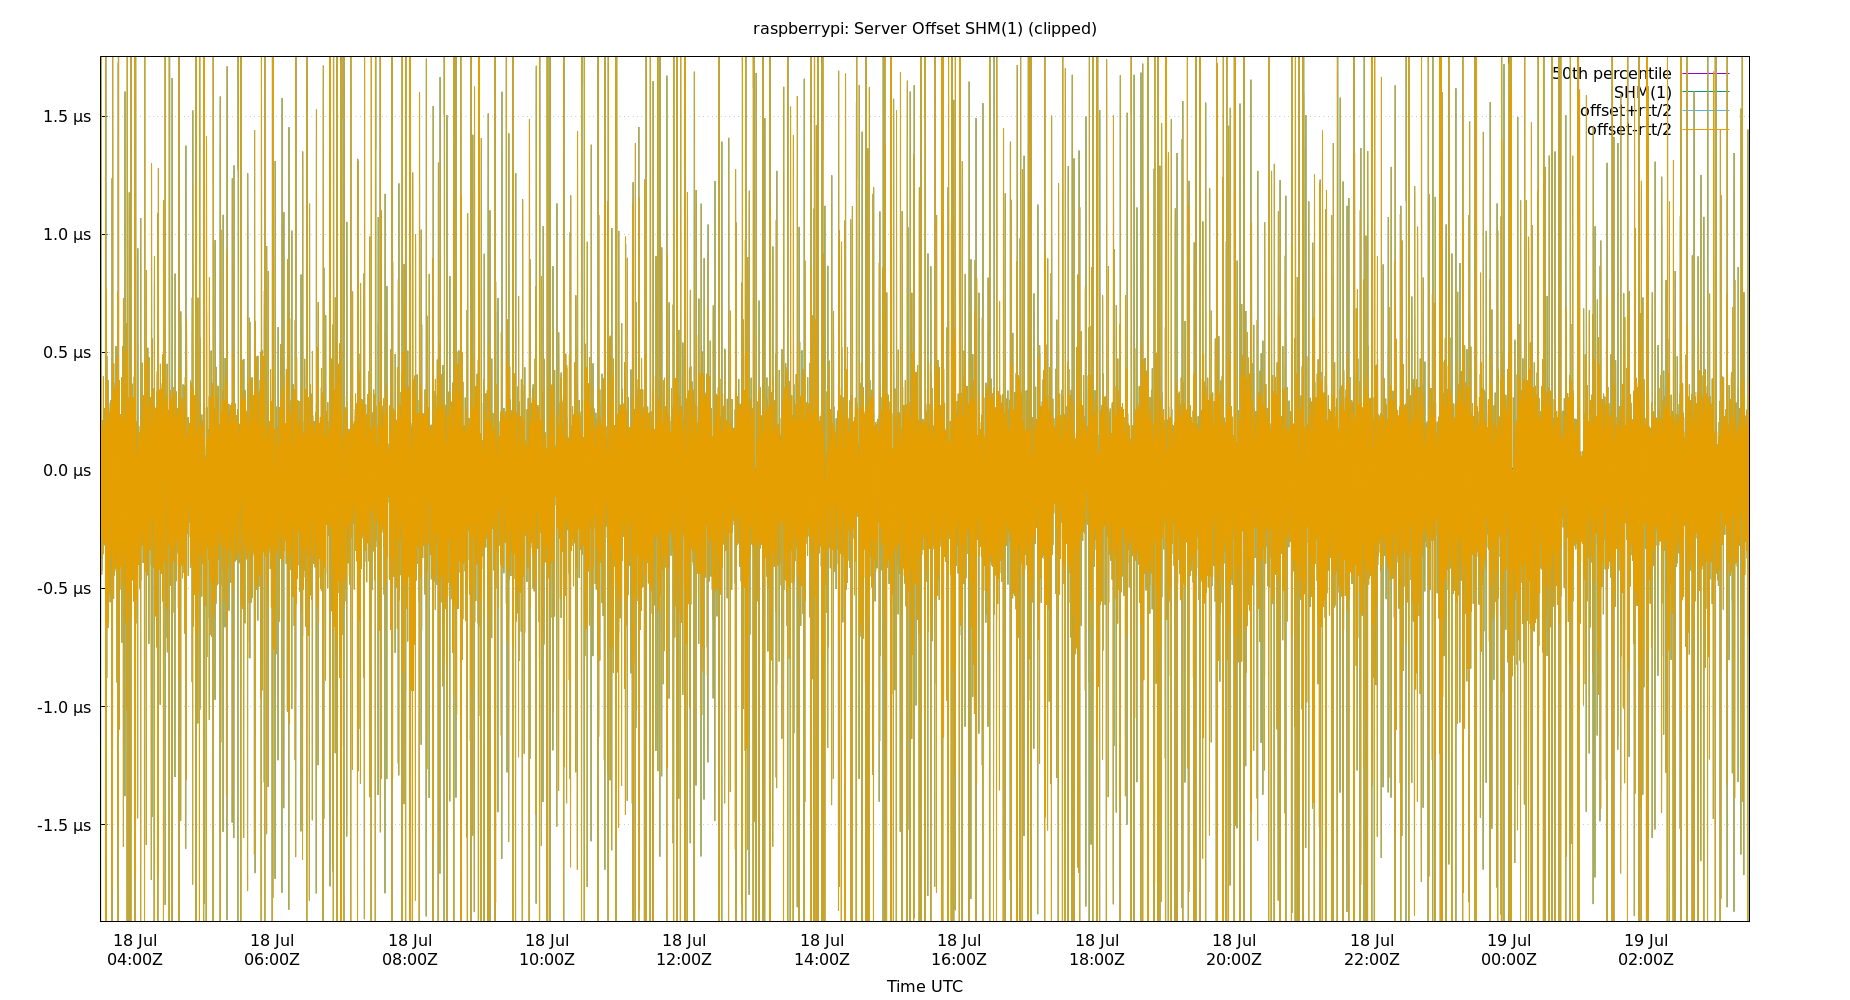 raspberrypi: Server Offset SHM(1) (clipped)
50th percentile
SHM(1)
offset+rtt/2
offset-rtt/2
1.5 µs
1.0 µs
0.5 µs
0.0 µs
-0.5 µs
-1.0 µs
-1.5 µs
18 Jul 18 Jul 18 Jul 18 Jul 18 Jul 18 Jul 18 Jul 18 Jul 18 Jul 18 Jul 19 Jul 19 Jul
04:00Z 06:00Z 08:00Z 10:00Z 12:00Z 14:00Z 16:00Z 18:00Z 20:00Z 22:00Z 00:00Z 02:00Z
Time UTC